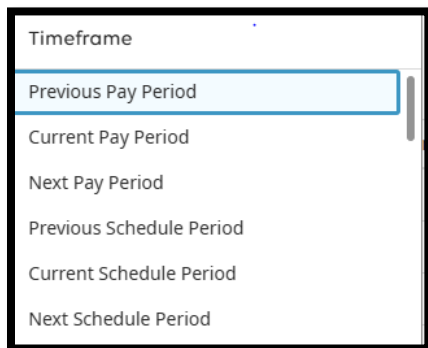 Timeframe
Previous Pay Period
Current Pay Period
Next Pay Period
Previous Schedule Period
Current Schedule Period
Next Schedule Period